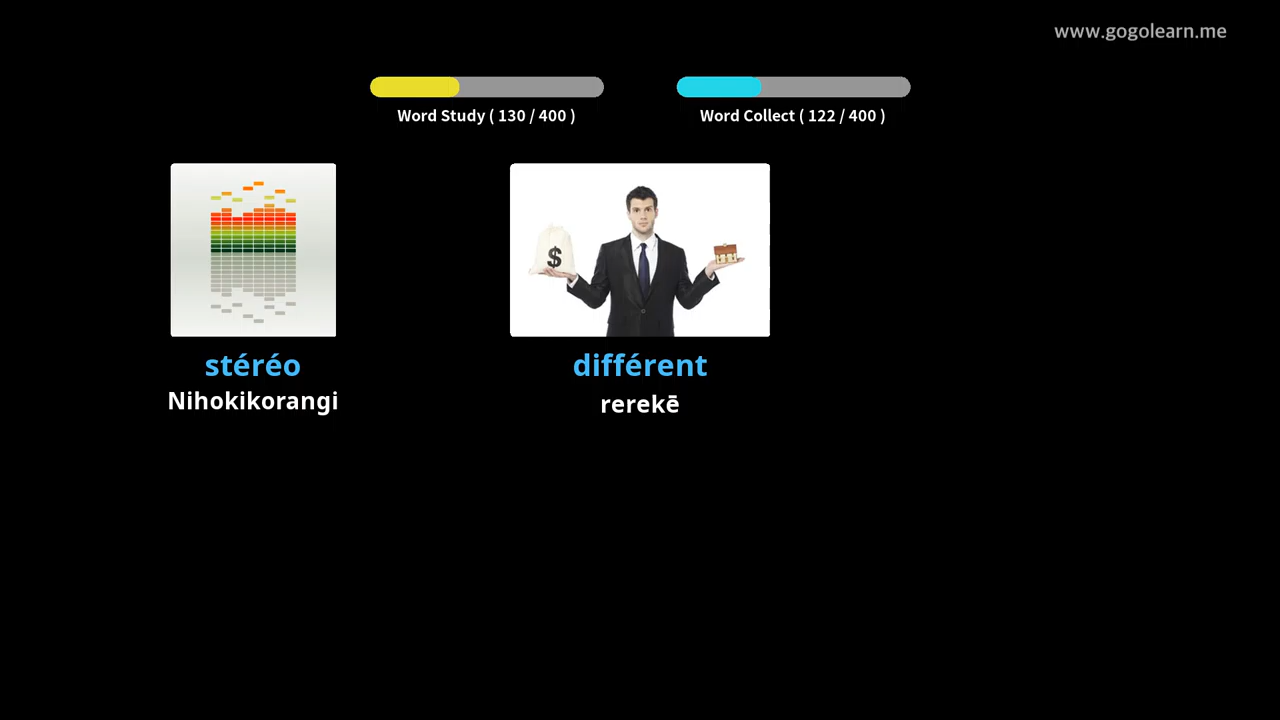 www.gogolearn.me
Word Study ( 130 / 400 )
Word Collect ( 122 / 400 )
$
stéréo
différent
Nihokikorangi
rerekē